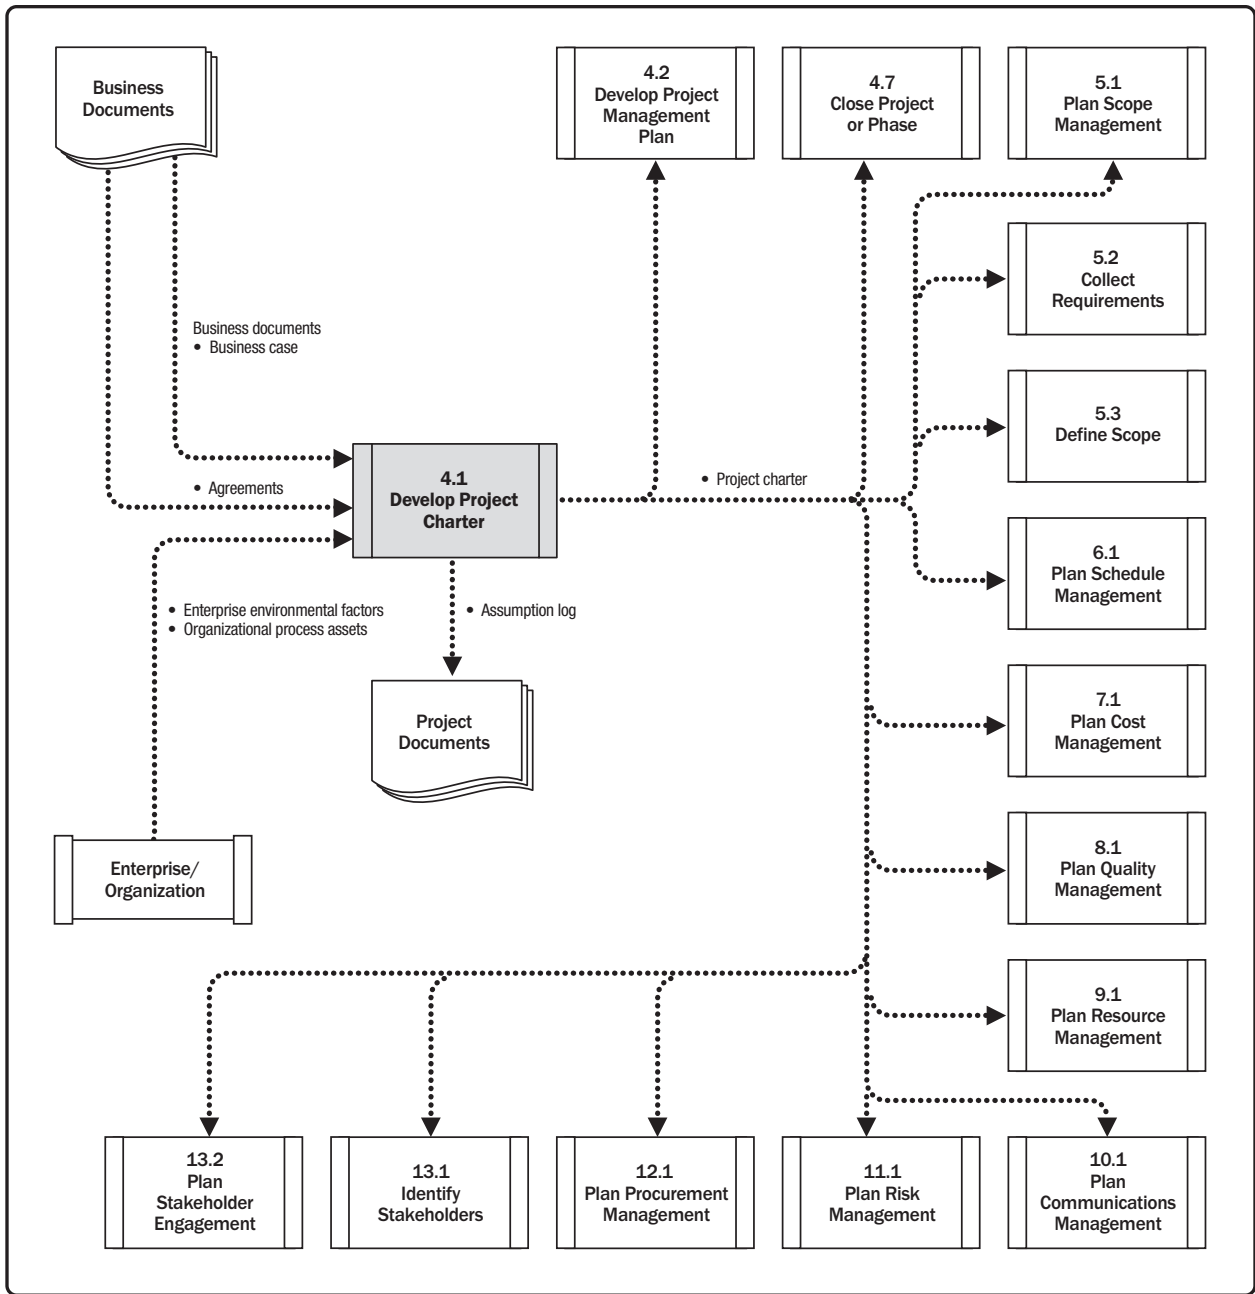 Business
Documents
4.2
Develop Project
Management
Plan
4.7
Close Project
or Phase
5.1
Plan Scope
Management
5.2
Collect
Requirements
Business documents
• Business case
5.3
Define Scope
4.1
Develop Project
Charter
• Agreements
• Project charter
6.1
Plan Schedule
Management
• Enterprise environmental factors
• Organizational process assets
• Assumption log
Project
Documents
7.1
Plan Cost
Management
Enterprise/
Organization
8.1
Plan Quality
Management
9.1
Plan Resource
Management
13.2
Plan
Stakeholder
Engagement
13.1
Identify
Stakeholders
12.1
Plan Procurement
Management
11.1
Plan Risk
Management
10.1
Plan
Communications
Management